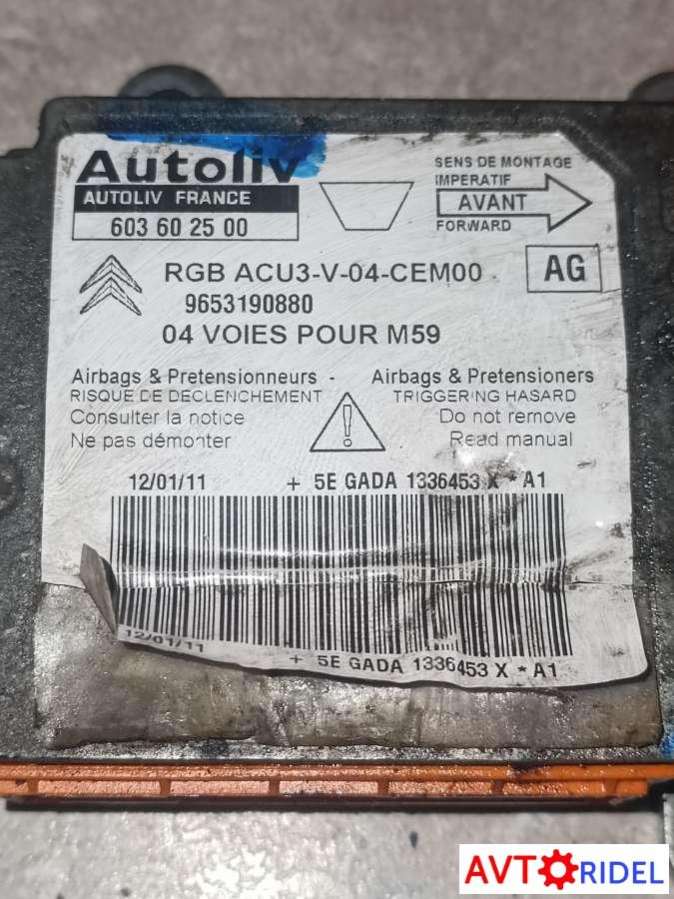 Autoliv
AUTOLIV FRANCE
603 60 25 00
SENS DE MONTAGE
IMPERATIF
AVANT
FORWARD
RGB ACU3-V-04-CEM00
AG
9653190880
04 VOIES POUR M59
Airbags & Pretensionneurs - Airbags & Pretensioners
RISQUE DE DECLENCHEMENT TRIGGERING HASARD
Consulter la notice Do not remove
Ne pas démonter Read manual
12/01/11 + 5E GADA 1336453 X * A1
12/01/11 + 5E GADA 1336453 X * A1
AVTORIDEL